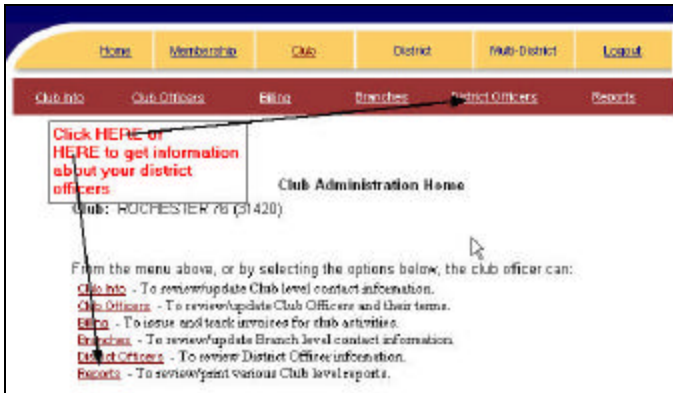 Home Membership Club District Multi-District Logout
Club Info Club Officers Billing Branches District Officers Reports
Click HERE or
HERE to get information
about your district
officers
Club Administration Home
Club: ROCHESTER 76 (31420)
From the menu above, or by selecting the options below, the club officer can:
Club Info - To review/update Club level contact information.
Club Officers - To review/update Club Officers and their terms.
Billing - To issue and track invoices for club activities.
Branches - To review/update Branch level contact information.
District Officers - To review District Officer information.
Reports - To review/print various Club level reports.